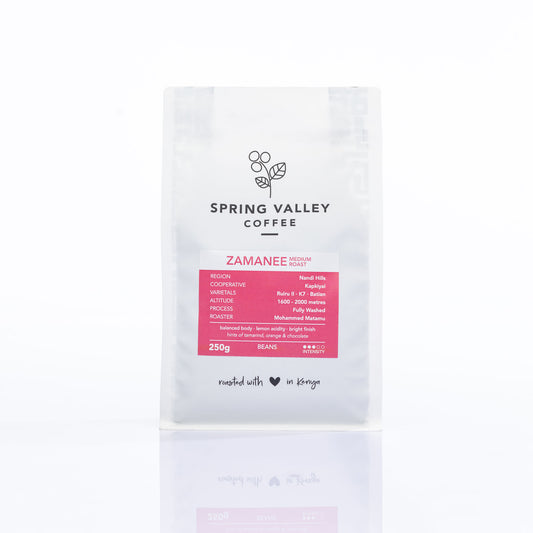 SPRING VALLEY
COFFEE
ZAMANEE MEDIUM ROAST
REGION Nandi Hills
COOPERATIVE Kapkiyai
VARIETALS Ruiru II - K7 - Batian
ALTITUDE 1600 - 2000 metres
PROCESS Fully Washed
ROASTER Mohammed Matamu
balanced body · lemon acidity · bright finish
hints of tamarind, orange & chocolate
250g BEANS INTENSITY
roasted with in Kenya